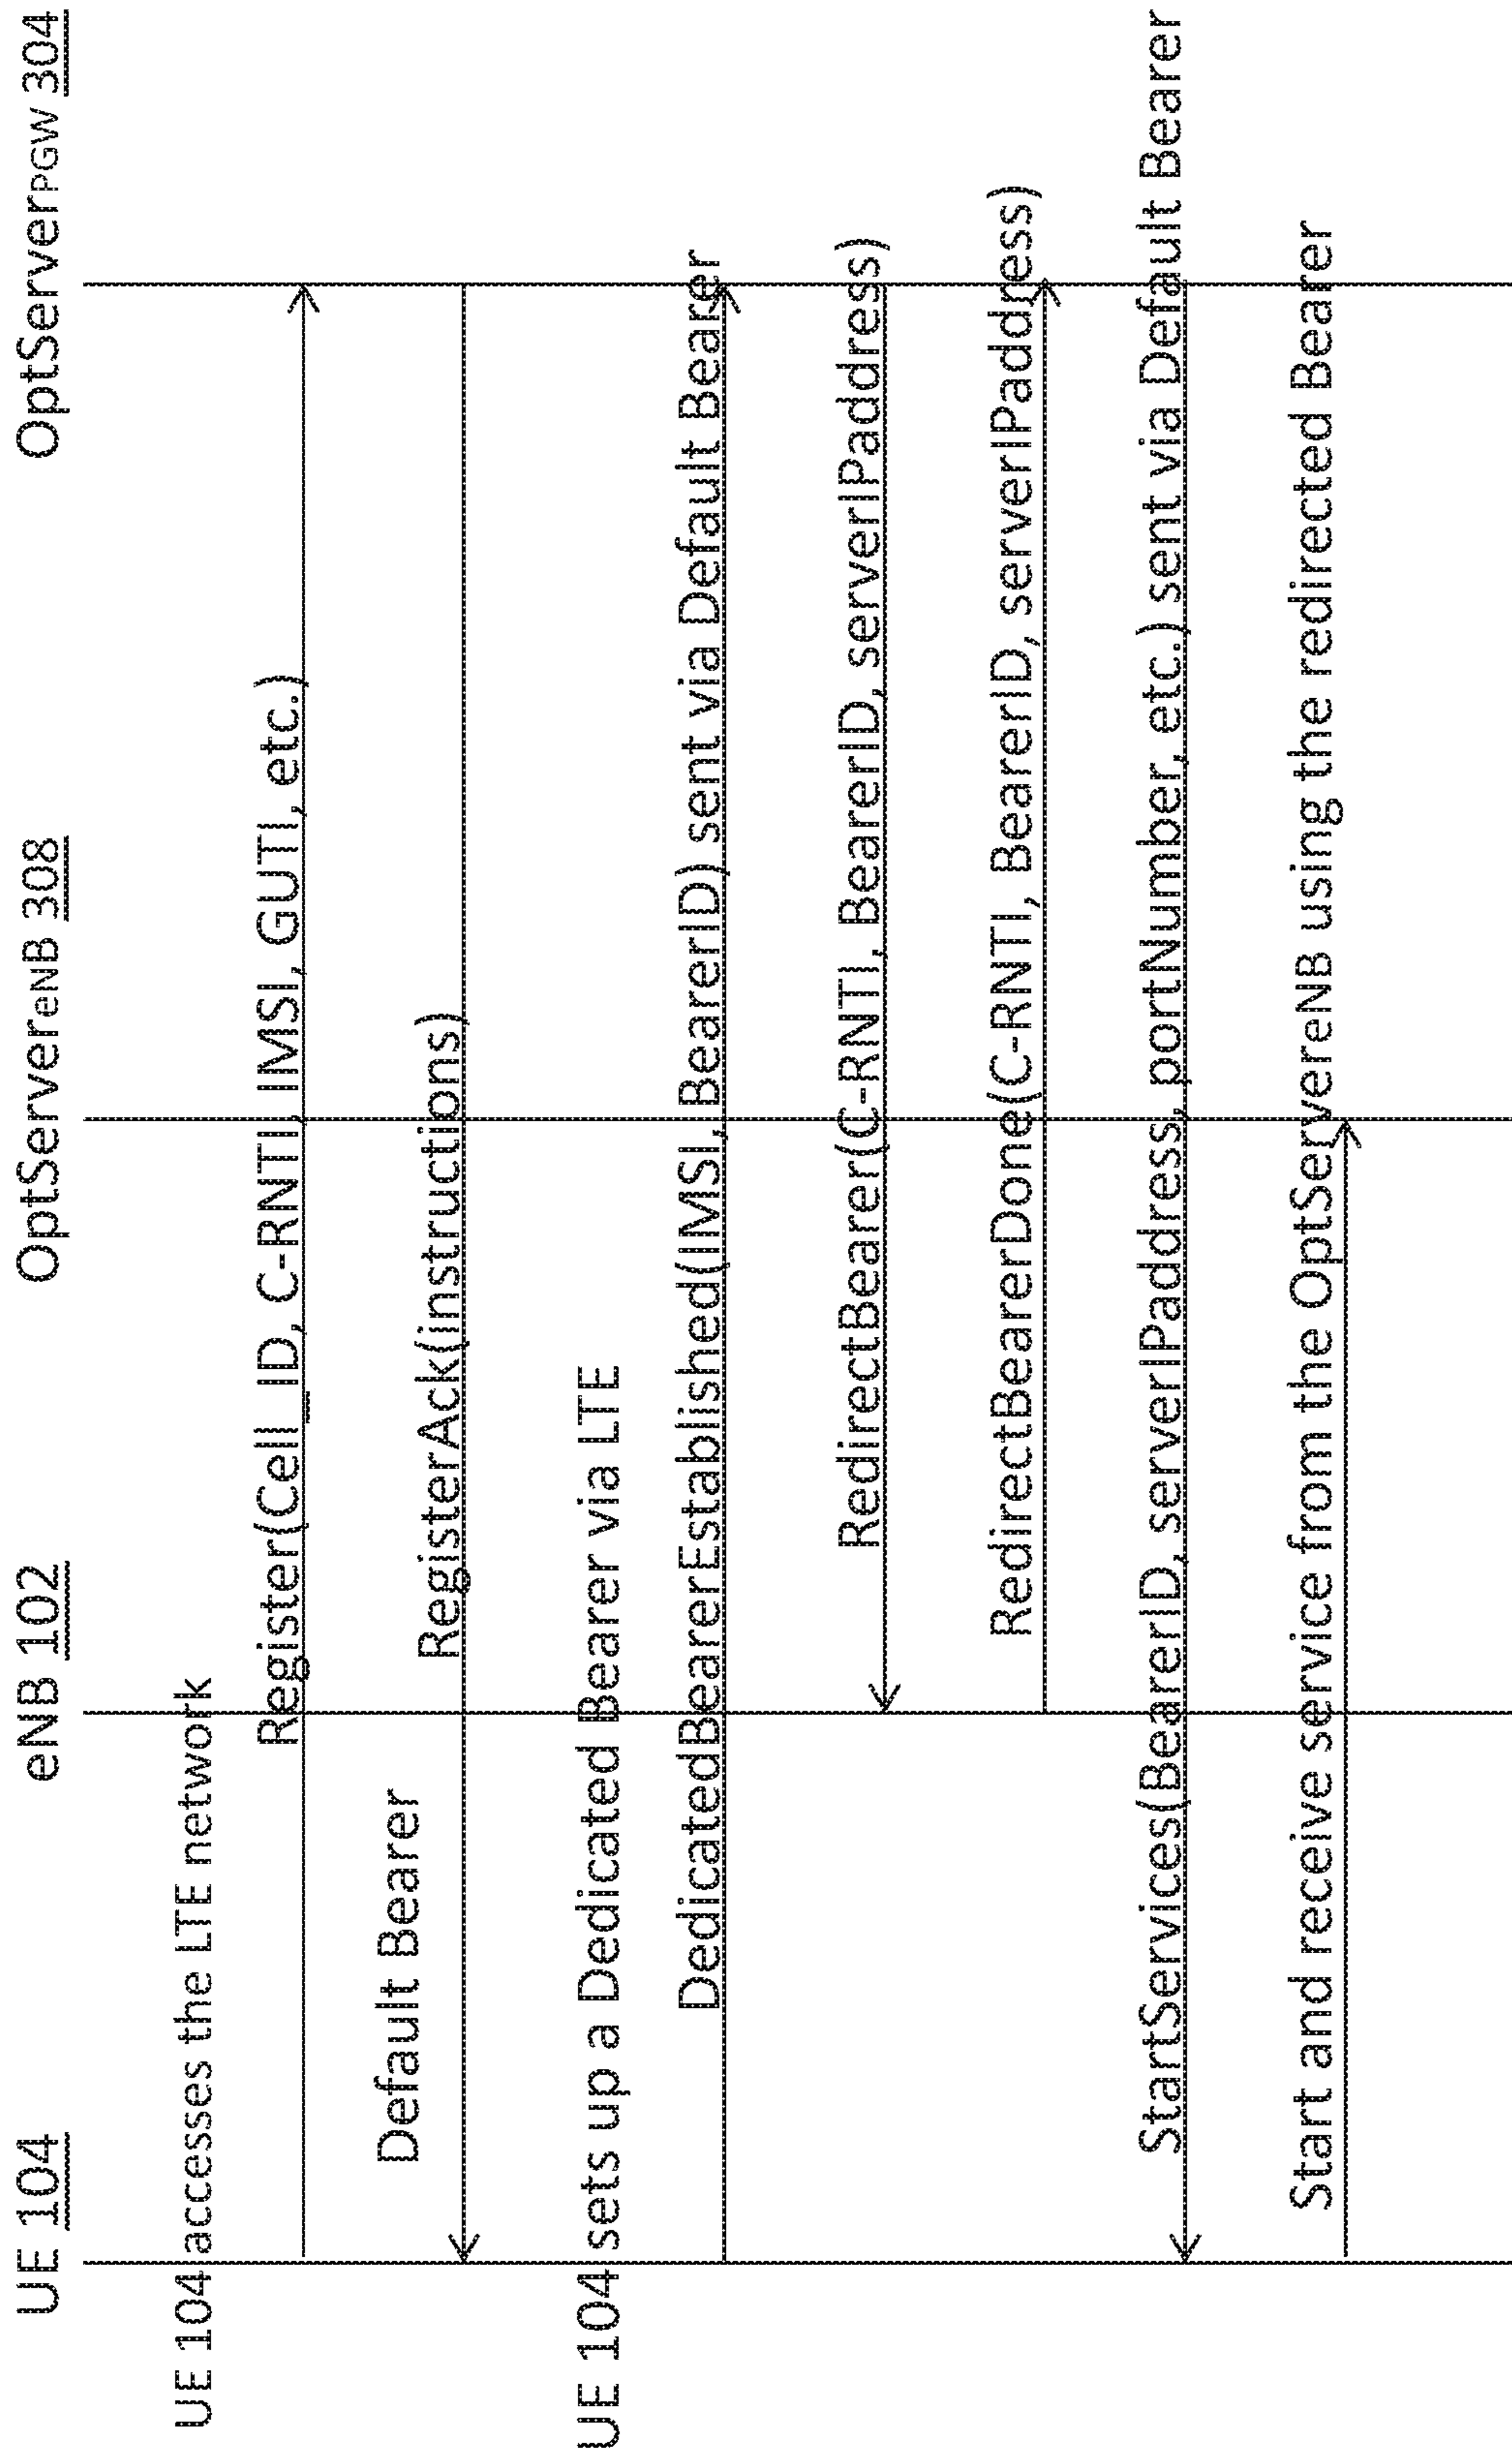 UE 104
eNB 102
OptServereNB 308
OptServerPGW 304
UE 104 accesses the LTE network
Register(Cell_ID, C-RNTI, IMSI, GUTI, etc.)
Default Bearer
RegisterAck(instructions)
UE 104 sets up a Dedicated Bearer via LTE
DedicatedBearerEstablished(IMSI, BearerID) sent via Default Bearer
RedirectBearer(C-RNTI, BearerID, serverIPaddress)
RedirectBearerDone(C-RNTI, BearerID, serverIPaddress)
StartServices(BearerID, serverIPaddress, portNumber, etc.) sent via Default Bearer
Start and receive service from the OptServereNB using the redirected Bearer